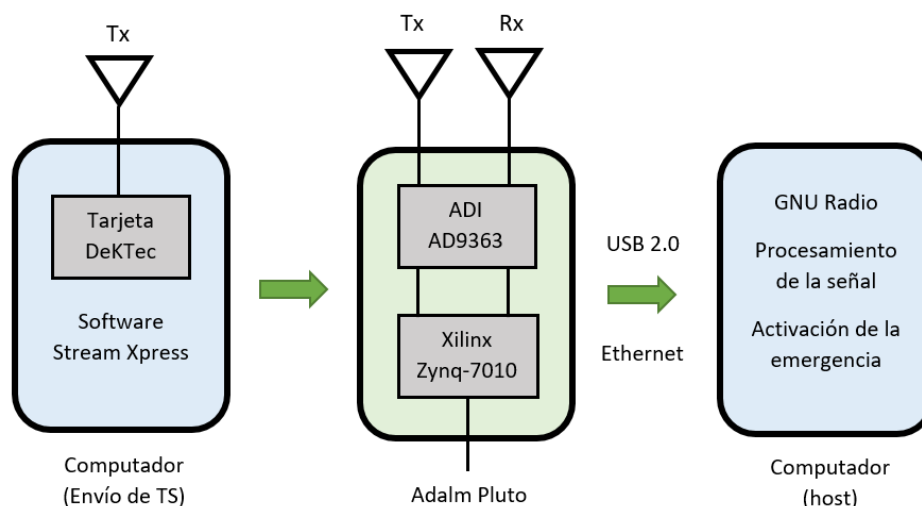 Tx
Tarjeta
DeKTec
Software
Stream Xpress
Computador
(Envío de TS)
Tx
Rx
ADI
AD9363
Xilinx
Zynq-7010
Adalm Pluto
USB 2.0
Ethernet
GNU Radio
Procesamiento
de la señal
Activación de la
emergencia
Computador
(host)